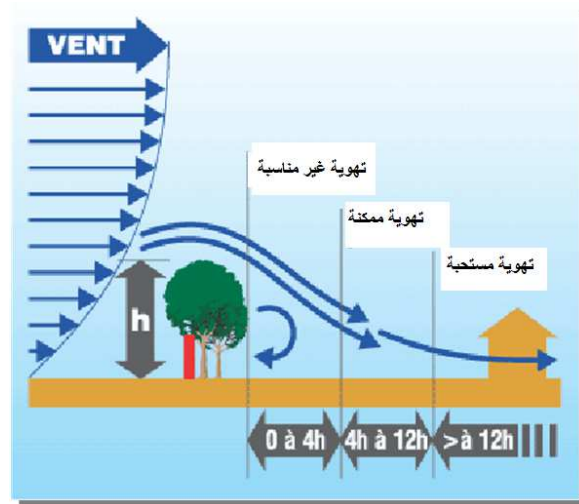 VENT
تهوية غير مناسبة
تهوية ممكنة
تهوية مستحبة
h
0 à 4h
4h à 12h
>à 12h